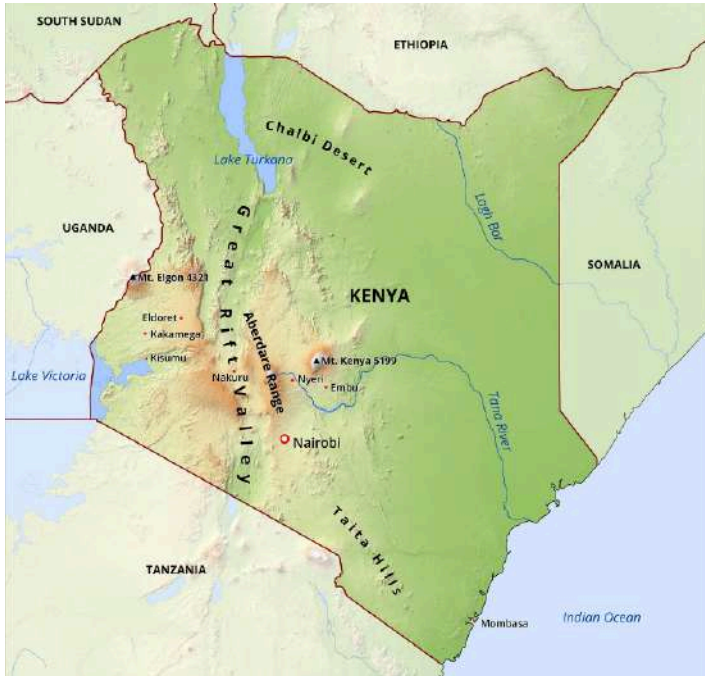 SOUTH SUDAN
ETHIOPIA
Chalbi Desert
Lake Turkana
Lagh Bor
UGANDA
Great Rift Valley
SOMALIA
Mt. Elgon 4321
KENYA
Eldoret
Kakamega
Aberdare Range
Kisumu
Mt. Kenya 5199
Lake Victoria
Nakuru
Nyeri
Embu
Tana River
Nairobi
Taita Hills
TANZANIA
Indian Ocean
Mombasa